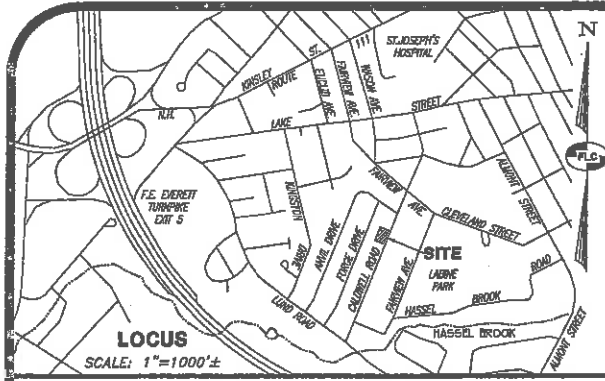 N
ST.JOSEPH'S
HOSPITAL
KINSLEY ST.
ROUTE
N.H.
EUCLID AVE.
FAIRVIEW AVE.
MASON AVE.
LAKE STREET
FLC
F.E. EVERETT
TURNPIKE
EXIT 5
KINGSTON
FAIRVIEW AVE
ALMONT STREET
CLEVELAND STREET
ANVIL DRIVE
FORGE DRIVE
CALDWELL ROAD
FAIRVIEW AVE
SITE
LABINE
PARK
LUND ROAD
HASSEL BROOK ROAD
HASSEL BROOK
ALMONT STREET
LOCUS
SCALE: 1"=1000'±